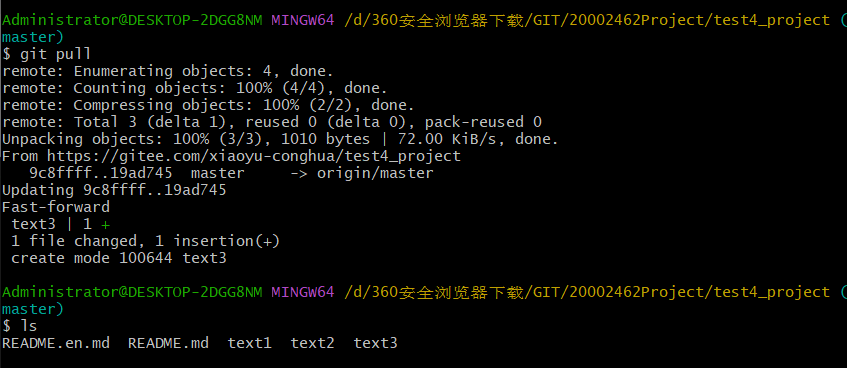 Administrator@DESKTOP-2DGG8NM MINGW64 /d/360安全浏览器下载/GIT/20002462Project/test4_project (
master)
$ git pull
remote: Enumerating objects: 4, done.
remote: Counting objects: 100% (4/4), done.
remote: Compressing objects: 100% (2/2), done.
remote: Total 3 (delta 1), reused 0 (delta 0), pack-reused 0
Unpacking objects: 100% (3/3), 1010 bytes | 72.00 KiB/s, done.
From https://gitee.com/xiaoyu-conghua/test4_project
   9c8ffff..19ad745  master     -> origin/master
Updating 9c8ffff..19ad745
Fast-forward
 text3 | 1 +
 1 file changed, 1 insertion(+)
 create mode 100644 text3
Administrator@DESKTOP-2DGG8NM MINGW64 /d/360安全浏览器下载/GIT/20002462Project/test4_project (
master)
$ ls
README.en.md  README.md  text1  text2  text3